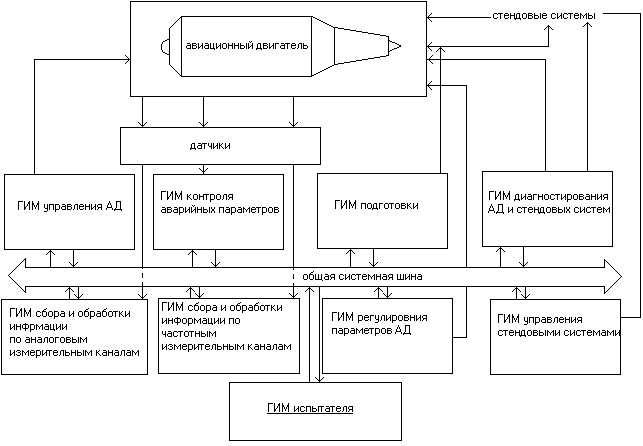 стендовые системы
авиационный двигатель
датчики
ГИМ управления АД
ГИМ контроля
аварийных параметров
ГИМ подготовки
ГИМ диагностирования
АД и стендовых систем
общая системная шина
ГИМ сбора и обработки
инфрмации
по аналоговым
измерительным каналам
ГИМ сбора и обработки
информации по
частотным
измерительным каналам
ГИМ регулировния
параметров АД
ГИМ управления
стендовыми системами
ГИМ испытателя